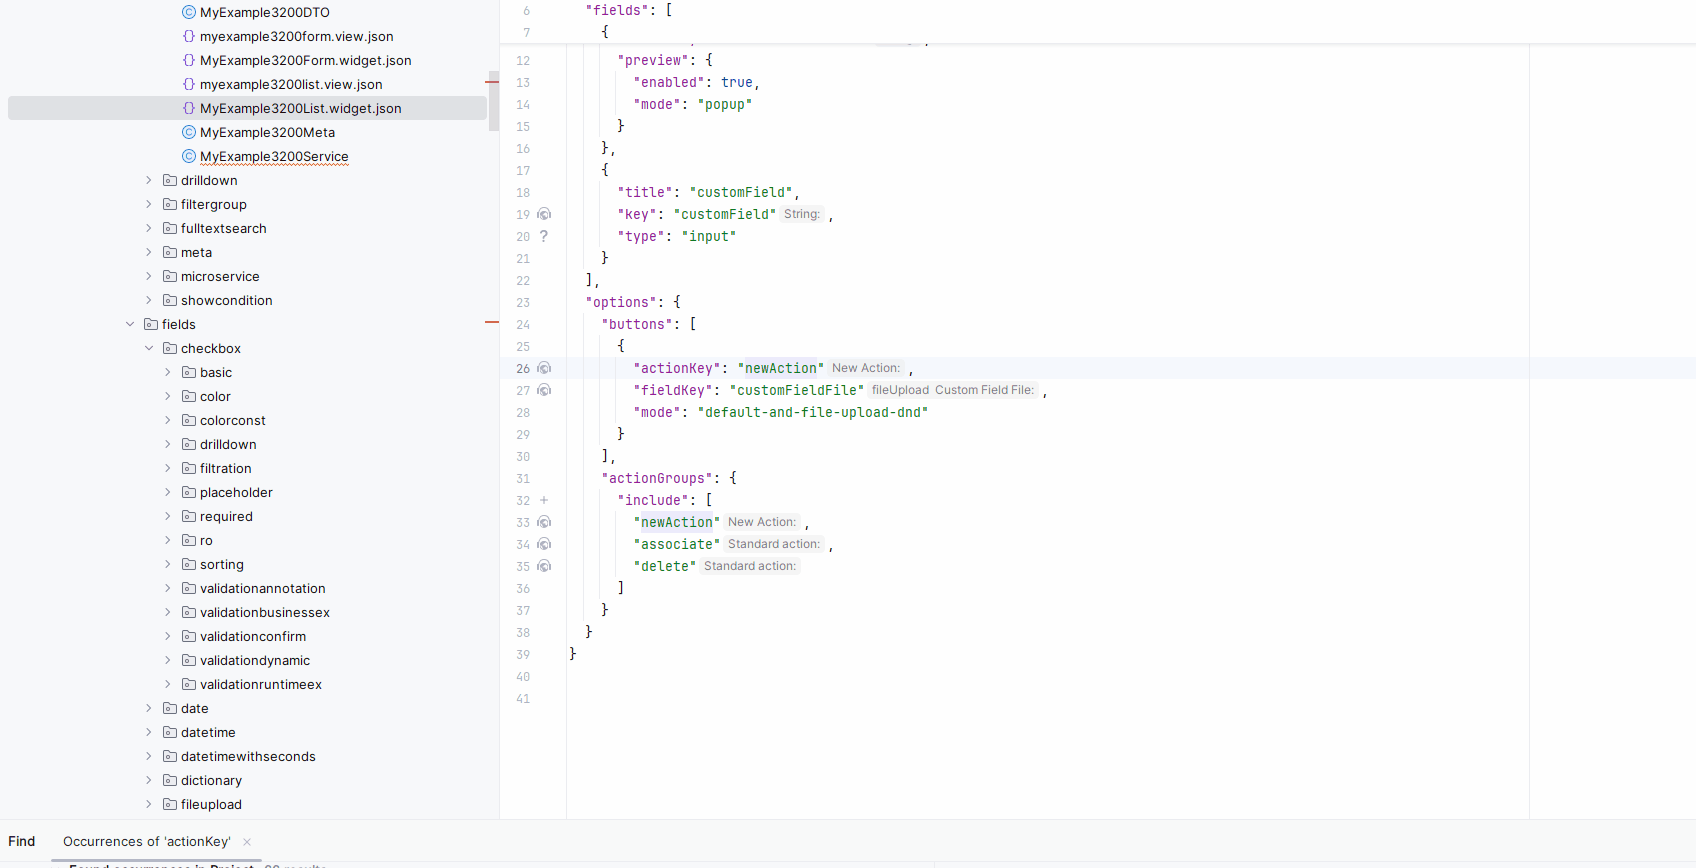 MyExample3200DTO
myexample3200form.view.json
MyExample3200Form.widget.json
myexample3200list.view.json
MyExample3200List.widget.json
MyExample3200Meta
MyExample3200Service
drilldown
filtergroup
fulltextsearch
meta
microservice
showcondition
fields
checkbox
basic
color
colorconst
drilldown
filtration
placeholder
required
ro
sorting
validationannotation
validationbusinessex
validationconfirm
validationdynamic
validationruntimeex
date
datetime
datetimewithseconds
dictionary
fileupload
6 "fields": [
7 {
12 "preview": {
13 "enabled": true,
14 "mode": "popup"
15 }
16 },
17 {
18 "title": "customField",
19 "key": "customField" String: ,
20 ? "type": "input"
21 }
22 ],
23 "options": {
24 "buttons": [
25 {
26 "actionKey": "newAction" New Action: ,
27 "fieldKey": "customFieldFile" fileUpload Custom Field File: ,
28 "mode": "default-and-file-upload-dnd"
29 }
30 ],
31 "actionGroups": {
32 + "include": [
33 "newAction" New Action: ,
34 "associate" Standard action: ,
35 "delete" Standard action:
36 ]
37 }
38 }
39 }
40
41
Find Occurrences of 'actionKey' ×
Found occurrences in Project